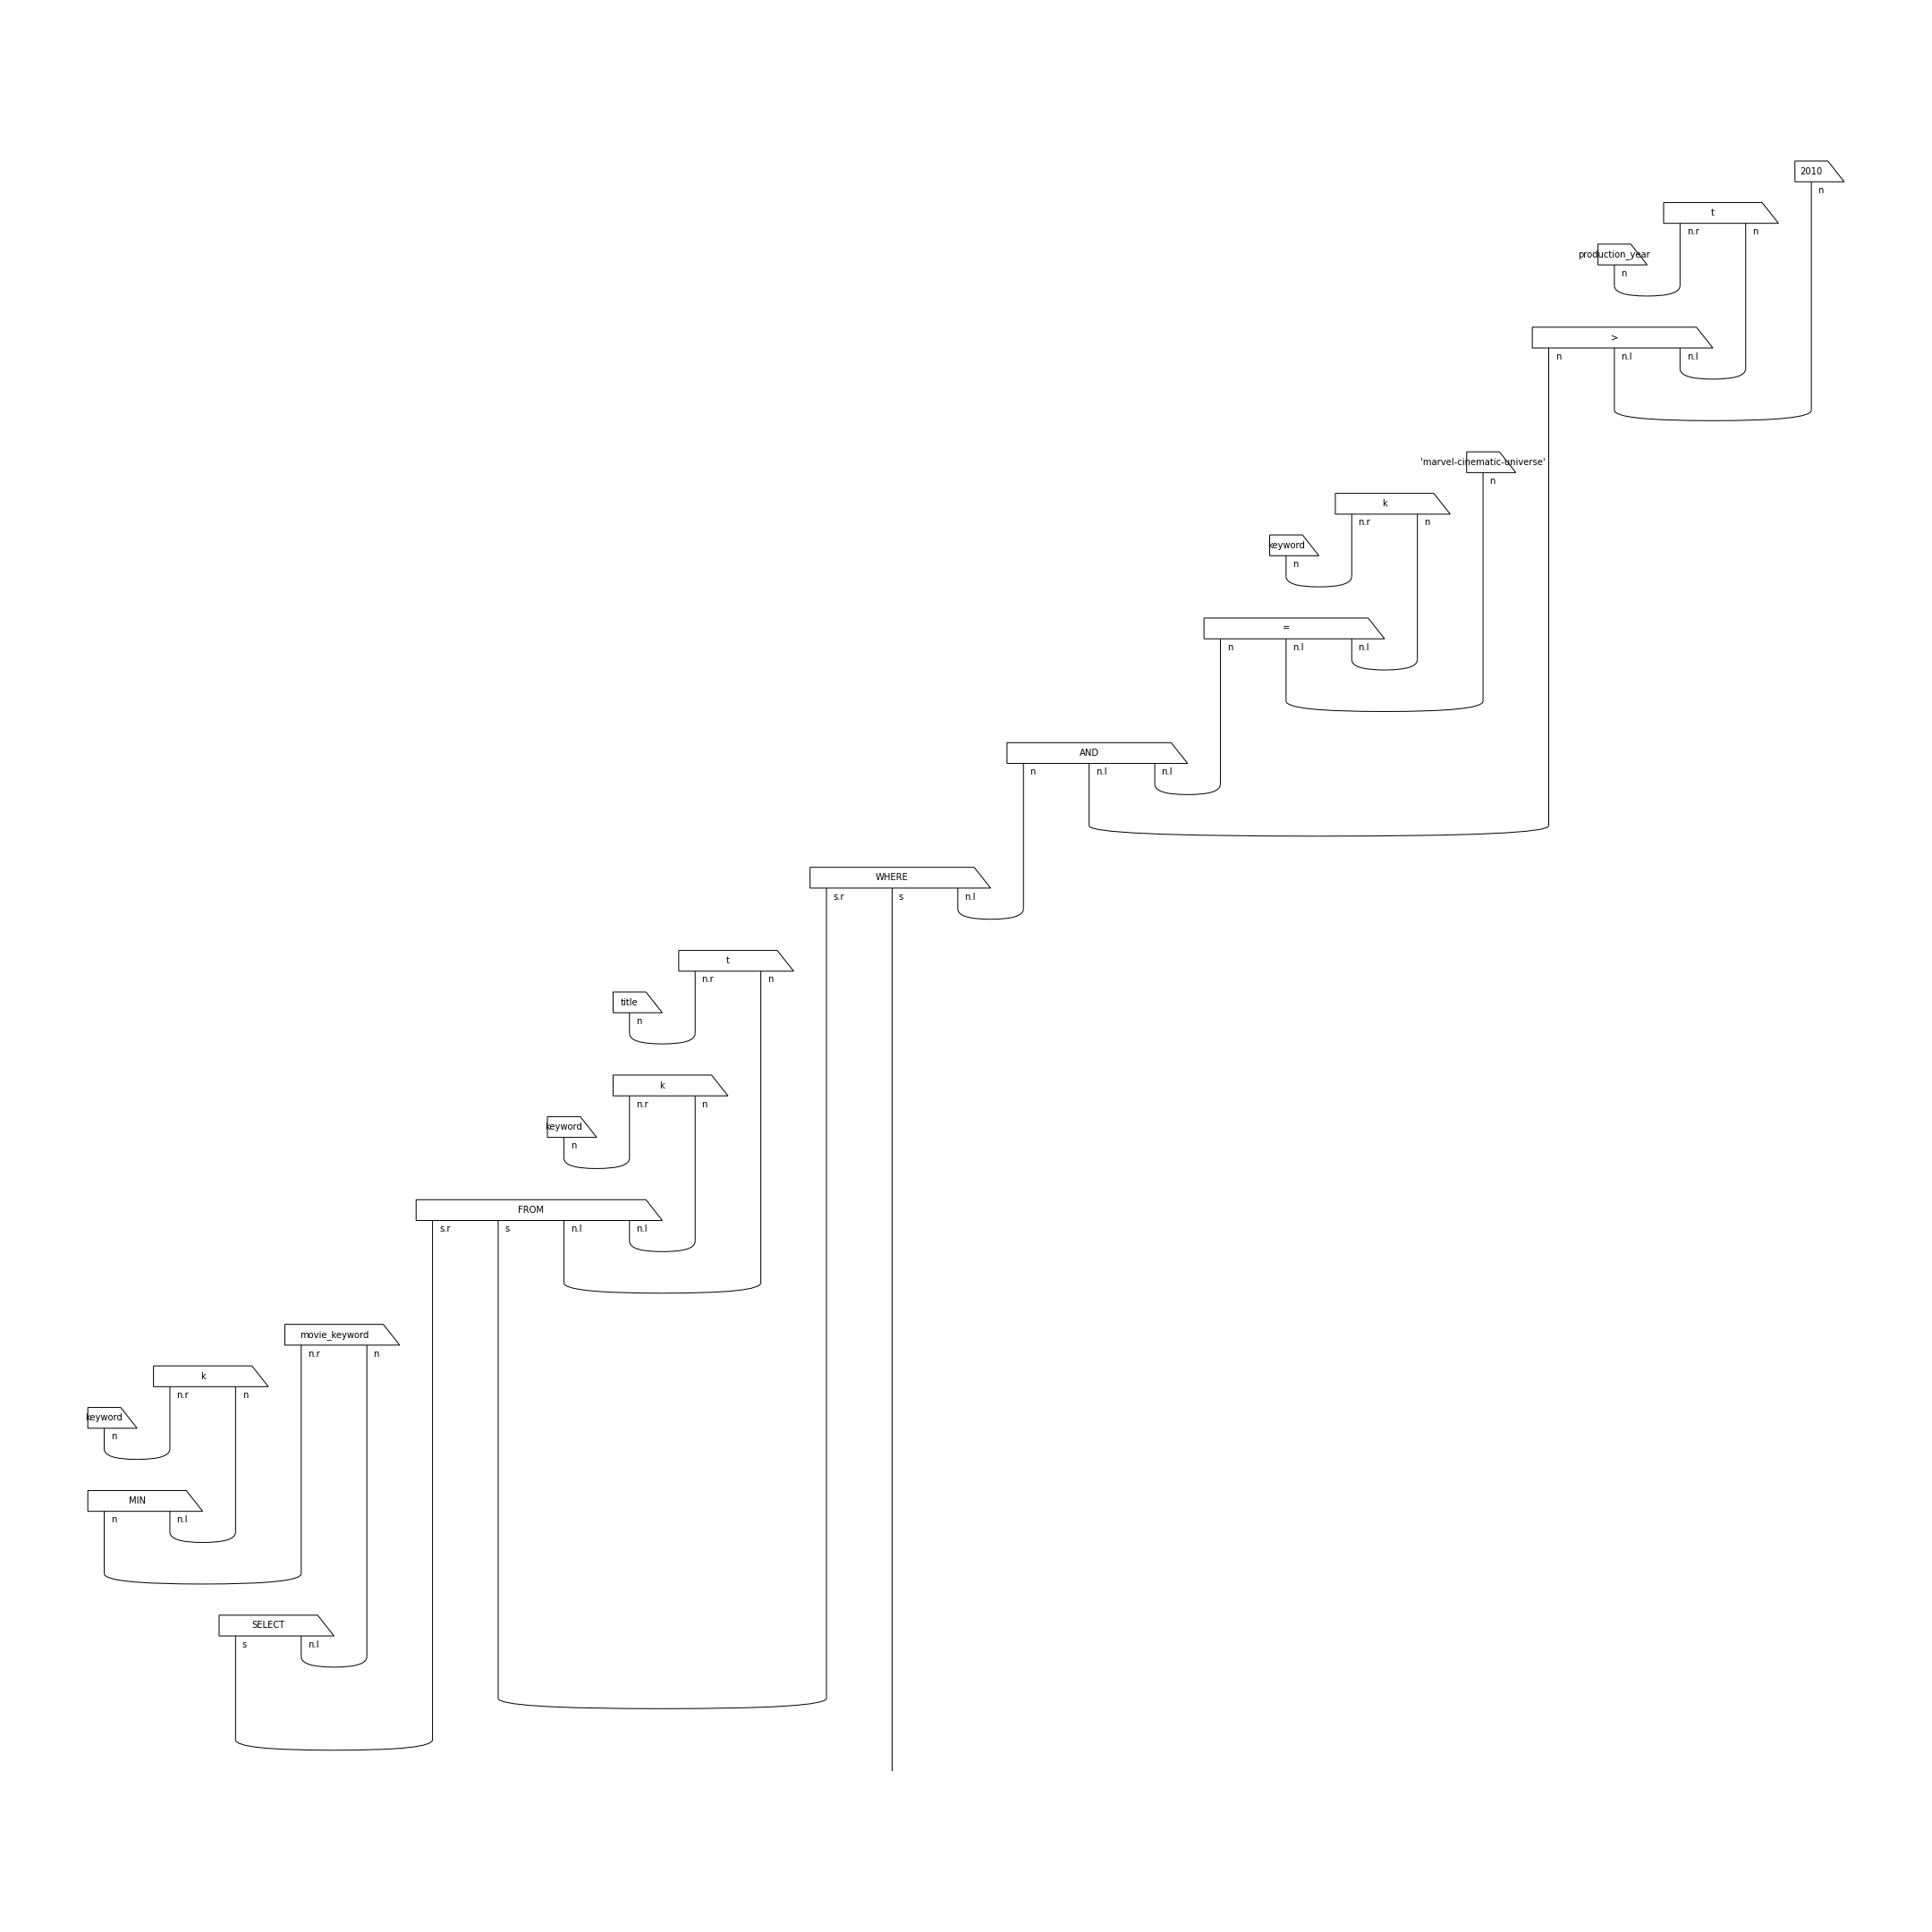 2010
n
t
n.r n
production_year
n
>
n n.l n.l
'marvel-cinematic-universe'
n
k
n.r n
keyword
n
=
n n.l n.l
AND
n n.l n.l
WHERE
s.r s n.l
t
n.r n
title
n
k
n.r n
keyword
n
FROM
s.r s n.l n.l
movie_keyword
n.r n
k
n.r n
keyword
n
MIN
n n.l
SELECT
s n.l